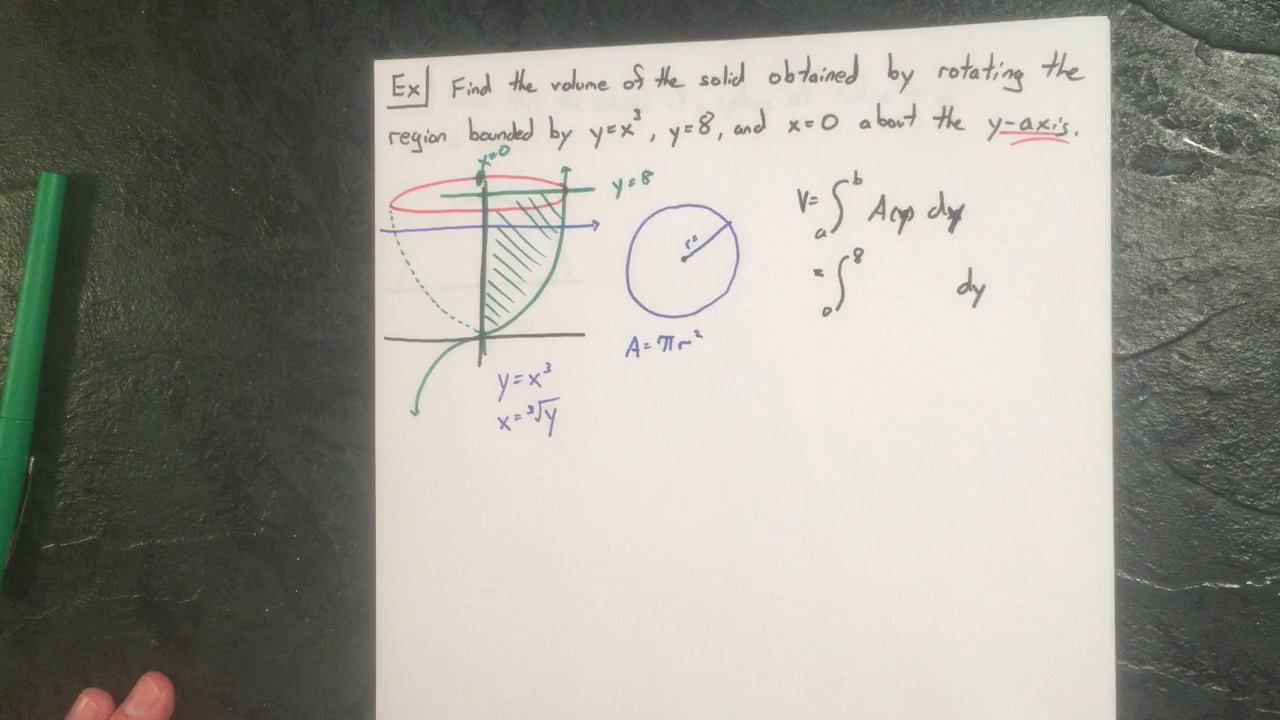 Ex Find the volume of the solid obtained by rotating the
region bounded by y=x³, y=8, and x=0 about the y-axis.
x=0
y=8
V= ∫ₐᵇ A(y) dy
r
= ∫₀⁸ dy
A=πr²
y=x³
x=³√y